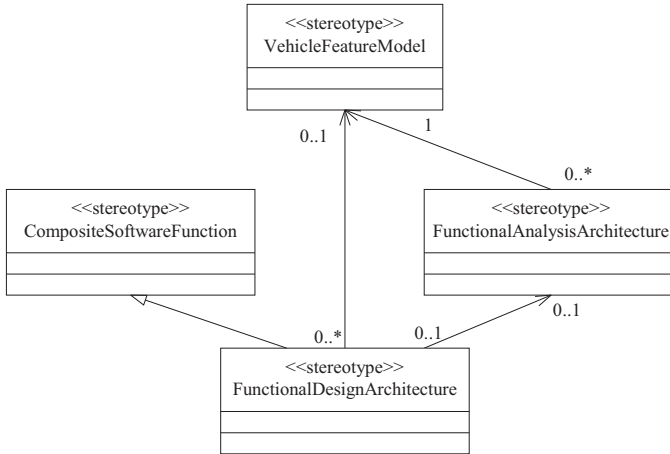 <<stereotype>>
VehicleFeatureModel
0..1
1
0..*
<<stereotype>>
CompositeSoftwareFunction
<<stereotype>>
FunctionalAnalysisArchitecture
0..*
0..1
0..1
<<stereotype>>
FunctionalDesignArchitecture